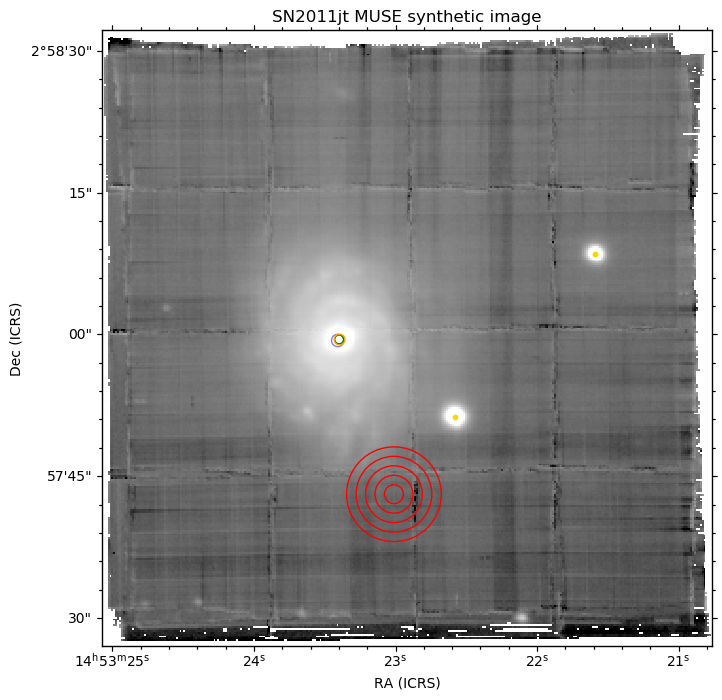 SN2011jt MUSE synthetic image
2°58'30"
15"
00"
57'45"
30"
Dec (ICRS)
14ʰ53ᵐ25ˢ 24ˢ 23ˢ 22ˢ 21ˢ
RA (ICRS)